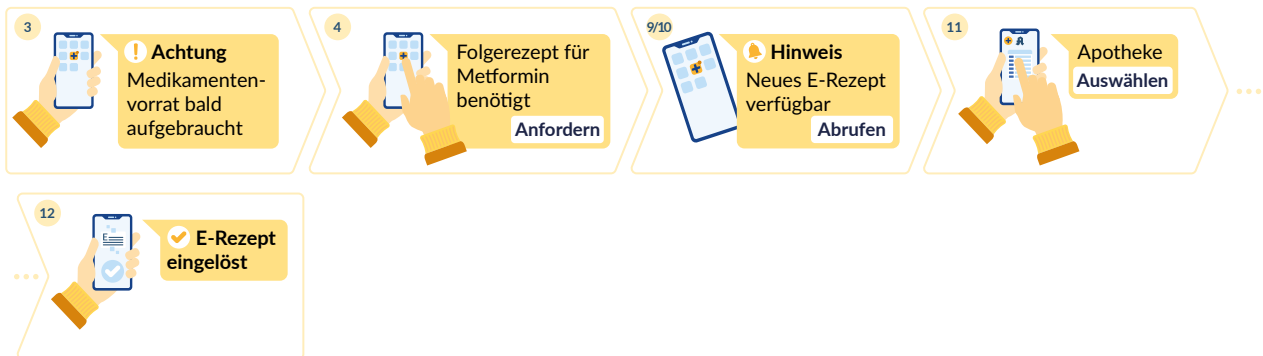 3
Achtung
Medikamenten-
vorrat bald
aufgebraucht
4
Folgerezept für
Metformin
benötigt
Anfordern
9/10
Hinweis
Neues E-Rezept
verfügbar
Abrufen
11
A
Apotheke
Auswählen
12
E
E-Rezept
eingelöst